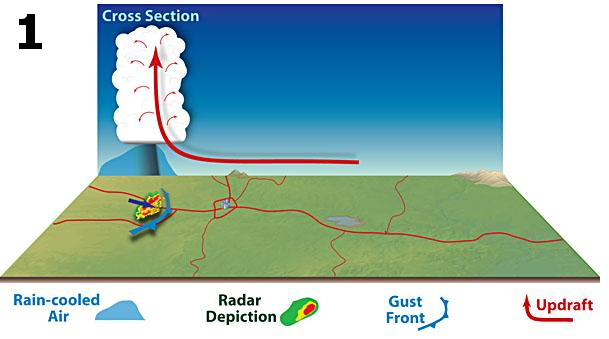 1
Cross Section
Rain-cooled
Air
Radar
Depiction
Gust
Front
Updraft